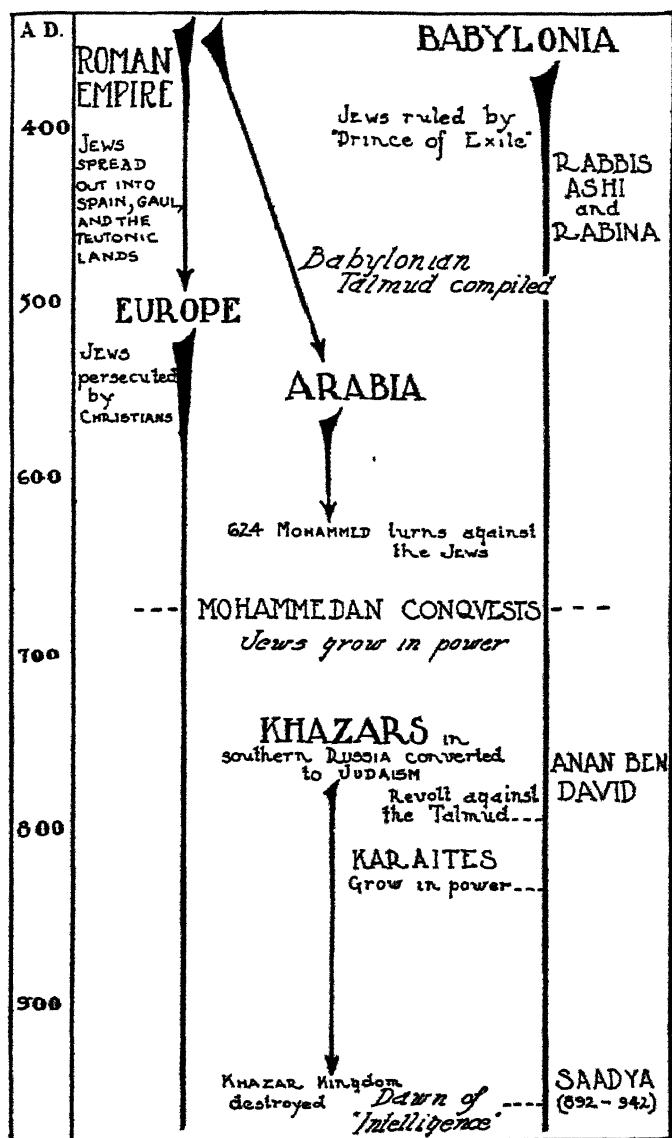 A.D.
BABYLONIA
ROMAN
EMPIRE
400
JEWS
SPREAD
OUT INTO
SPAIN, GAUL,
AND THE
TEUTONIC
LANDS
JEWS ruled by
"Prince of Exile"
RABBIS
ASHI
and
RABINA
Babylonian
Talmud compiled
500
EUROPE
JEWS
persecuted
by
CHRISTIANS
ARABIA
600
624 MOHAMMED turns against
the JEWS
MOHAMMEDAN CONQVESTS
Jews grow in power
700
KHAZARS in
southern RUSSIA converted
to JUDAISM
ANAN BEN
DAVID
Revolt against
the Talmud
800
KARAITES
Grow in power
900
KHAZAR Kingdom
destroyed
Dawn of
"Intelligence"
SAADYA
(892-942)